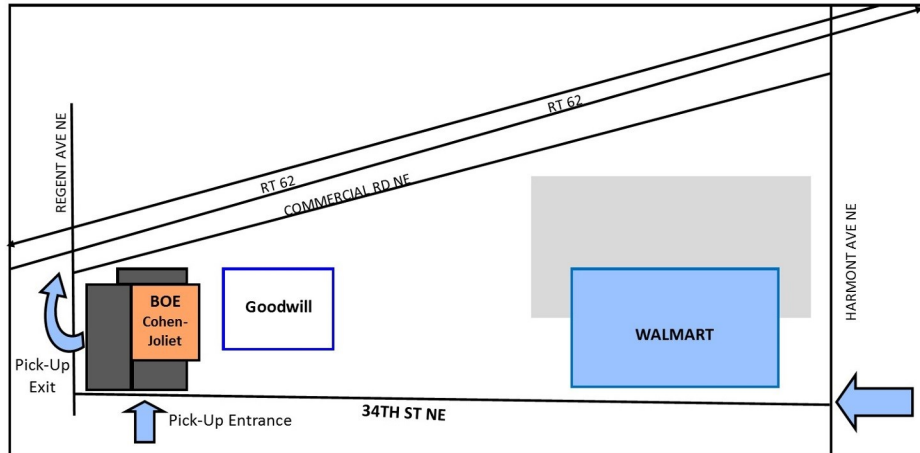 RT 62
RT 62
COMMERCIAL RD NE
REGENT AVE NE
HARMONT AVE NE
BOE
Cohen-
Joliet
Goodwill
WALMART
Pick-Up
Exit
Pick-Up Entrance
34TH ST NE